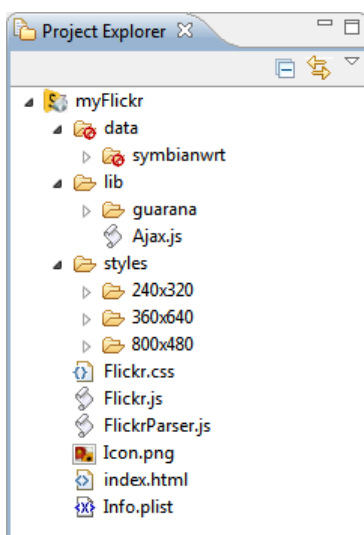 Project Explorer
myFlickr
data
symbianwrt
lib
guarana
Ajax.js
styles
240x320
360x640
800x480
Flickr.css
Flickr.js
FlickrParser.js
Icon.png
index.html
Info.plist